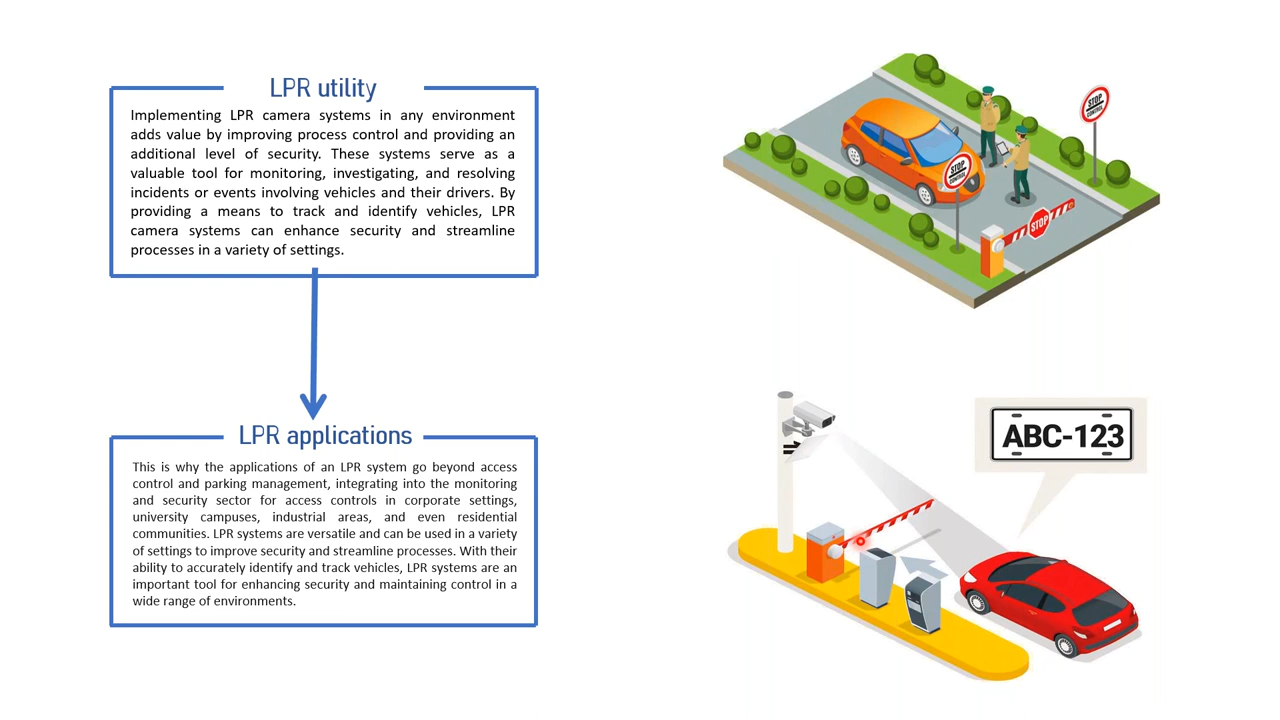 LPR utility
Implementing LPR camera systems in any environment
adds value by improving process control and providing an
additional level of security. These systems serve as a
valuable tool for monitoring, investigating, and resolving
incidents or events involving vehicles and their drivers. By
providing a means to track and identify vehicles, LPR
camera systems can enhance security and streamline
processes in a variety of settings.
LPR applications
This is why the applications of an LPR system go beyond access
control and parking management, integrating into the monitoring
and security sector for access controls in corporate settings,
university campuses, industrial areas, and even residential
communities. LPR systems are versatile and can be used in a variety
of settings to improve security and streamline processes. With their
ability to accurately identify and track vehicles, LPR systems are an
important tool for enhancing security and maintaining control in a
wide range of environments.
STOP
CONTROL
STOP
CONTROL
STOP
ABC-123